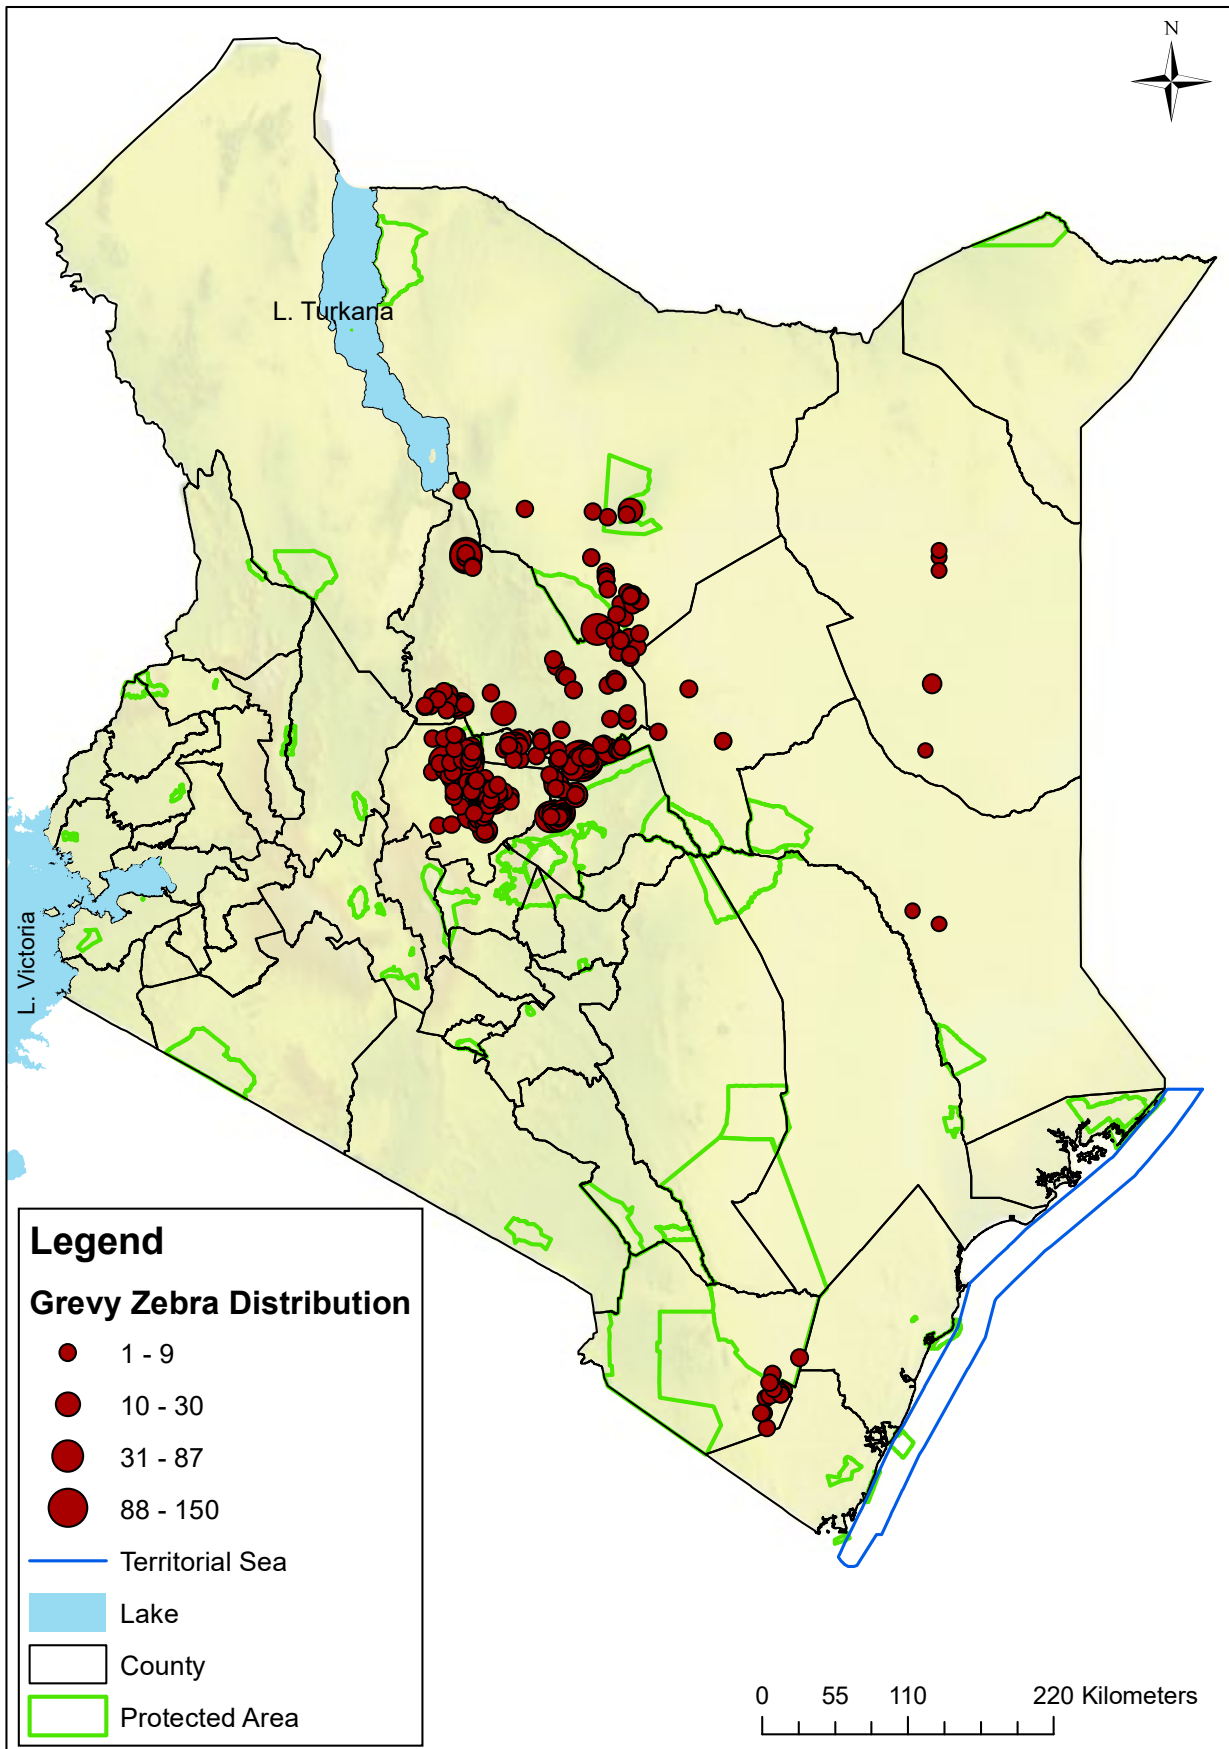 N
L. Turkana
L. Victoria
Legend
Grevy Zebra Distribution
1 - 9
10 - 30
31 - 87
88 - 150
Territorial Sea
Lake
County
Protected Area
0 55 110 220 Kilometers